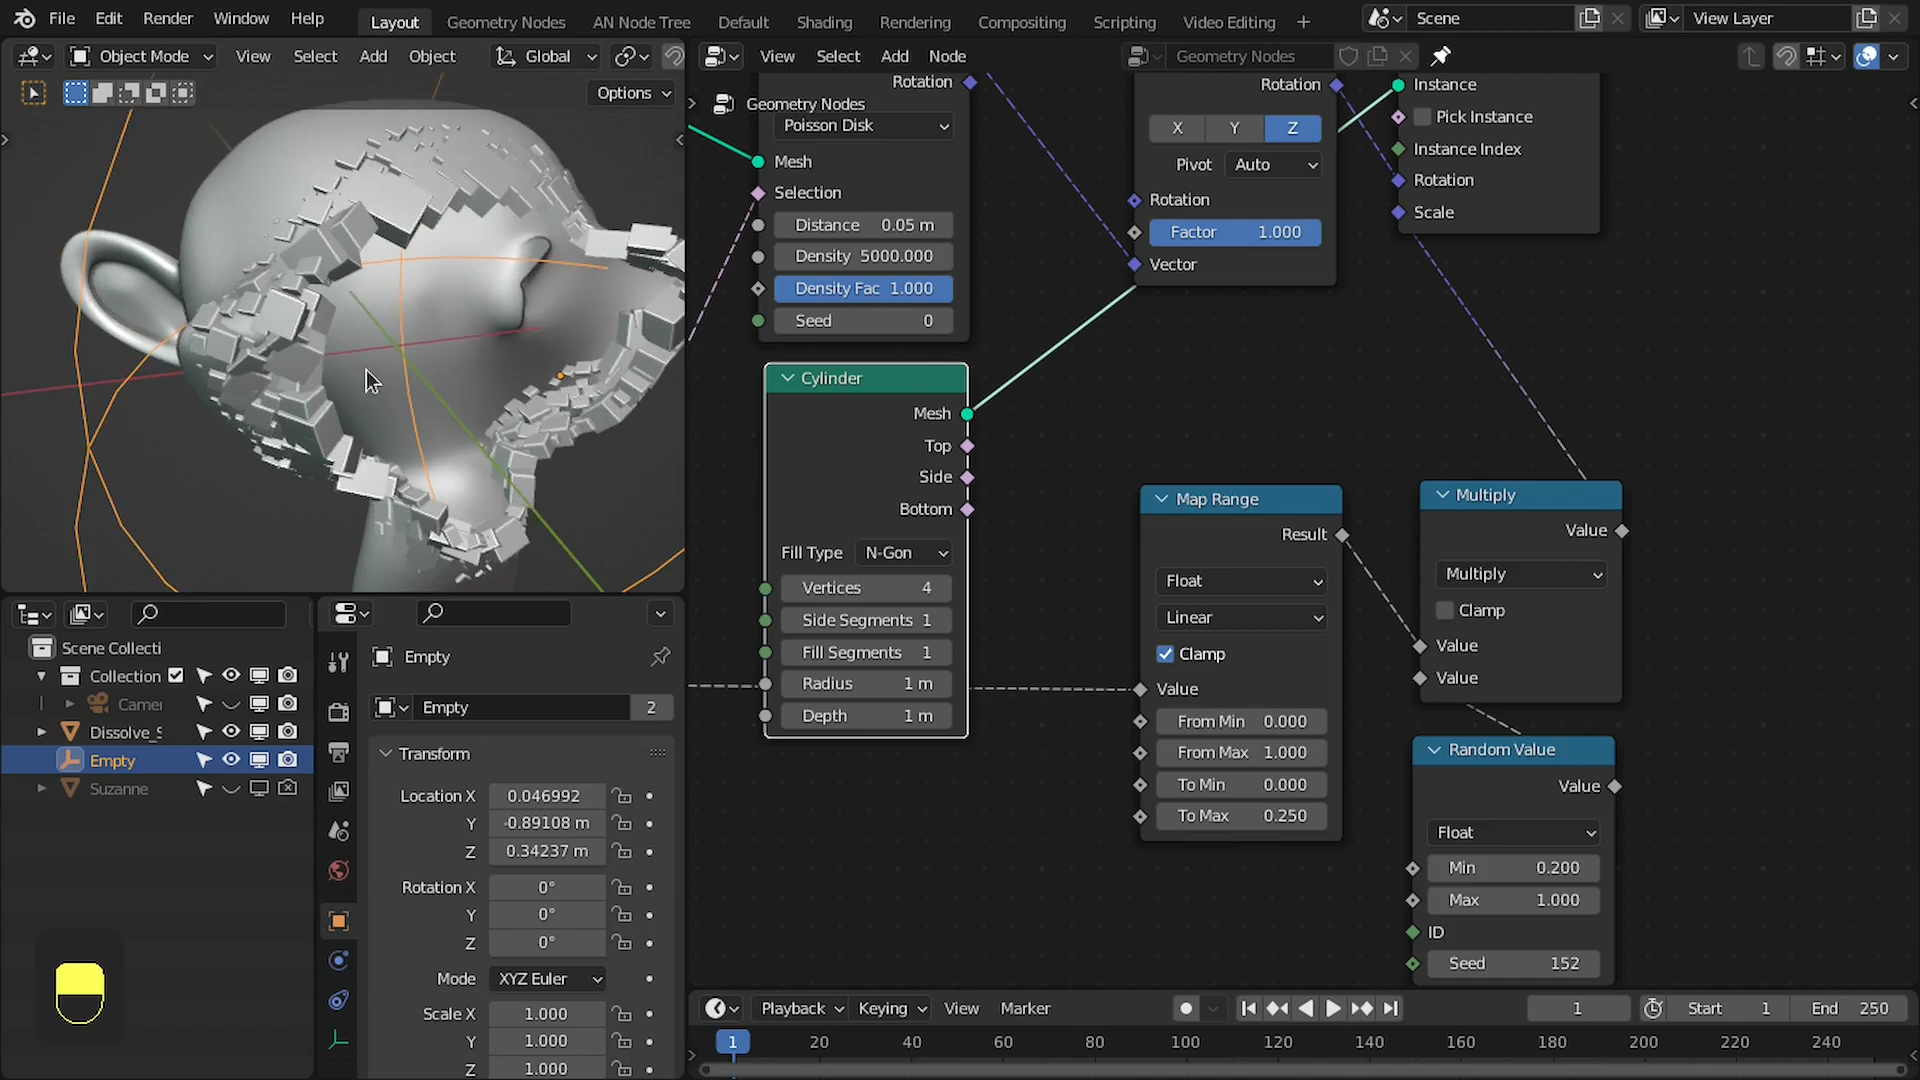 File Edit Render Window Help
Layout Geometry Nodes AN Node Tree Default Shading Rendering Compositing Scripting Video Editing +
Scene
View Layer
Object Mode View Select Add Object Global
View Select Add Node
Geometry Nodes
Options
Geometry Nodes
Rotation
Poisson Disk
Mesh
Selection
Distance 0.05 m
Density 5000.000
Density Fac 1.000
Seed 0
Rotation
X Y Z
Pivot Auto
Rotation
Factor 1.000
Vector
Instance
Pick Instance
Instance Index
Rotation
Scale
Cylinder
Mesh
Top
Side
Bottom
Fill Type N-Gon
Vertices 4
Side Segments 1
Fill Segments 1
Radius 1 m
Depth 1 m
Map Range
Result
Float
Linear
Clamp
Value
From Min 0.000
From Max 1.000
To Min 0.000
To Max 0.250
Multiply
Value
Multiply
Clamp
Value
Value
Random Value
Value
Float
Min 0.200
Max 1.000
ID
Seed 152
Scene Collecti
Collection
Camer
Dissolve_S
Empty
Suzanne
Empty
Empty 2
Transform
Location X 0.046992
Y -0.89108 m
Z 0.34237 m
Rotation X 0°
Y 0°
Z 0°
Mode XYZ Euler
Scale X 1.000
Y 1.000
Z 1.000
Playback Keying View Marker
1 Start 1 End 250
1 20 40 60 80 100 120 140 160 180 200 220 240